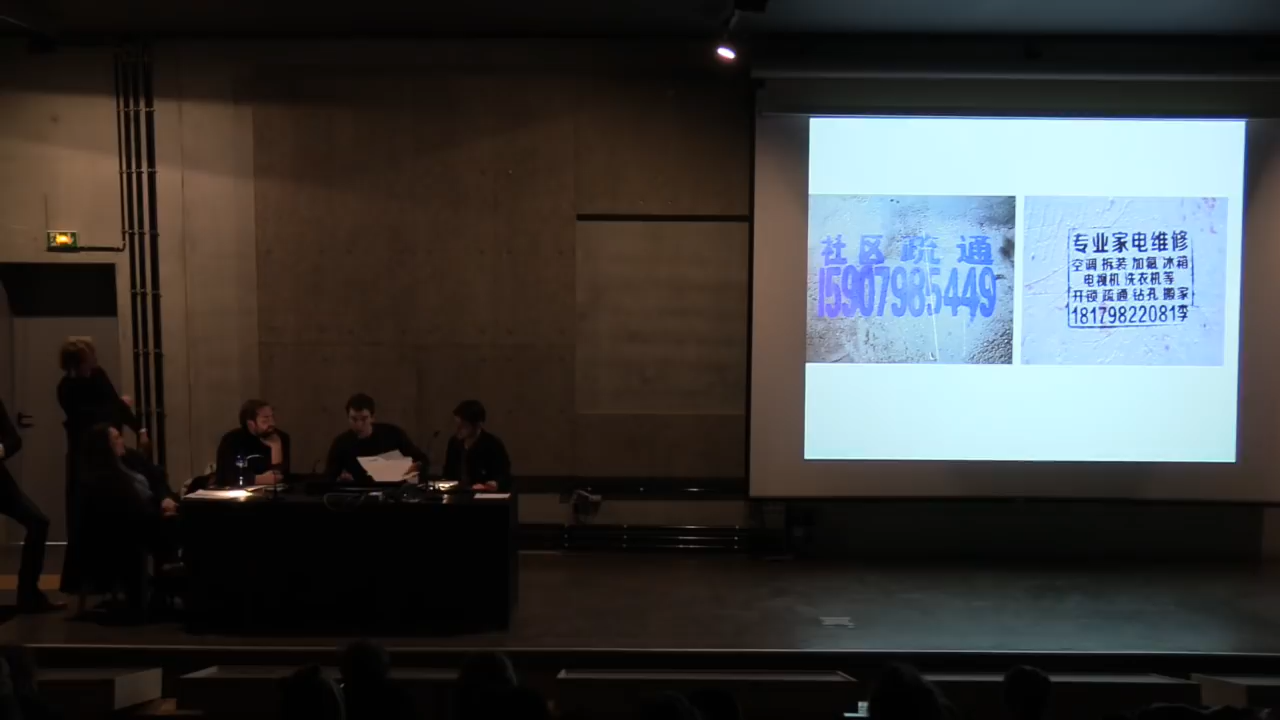 社区 疏通
15907985449
专业家电维修
空调 拆装 加氟 冰箱
电视机 洗衣机等
开锁 疏通 钻孔 搬家
18179822081李